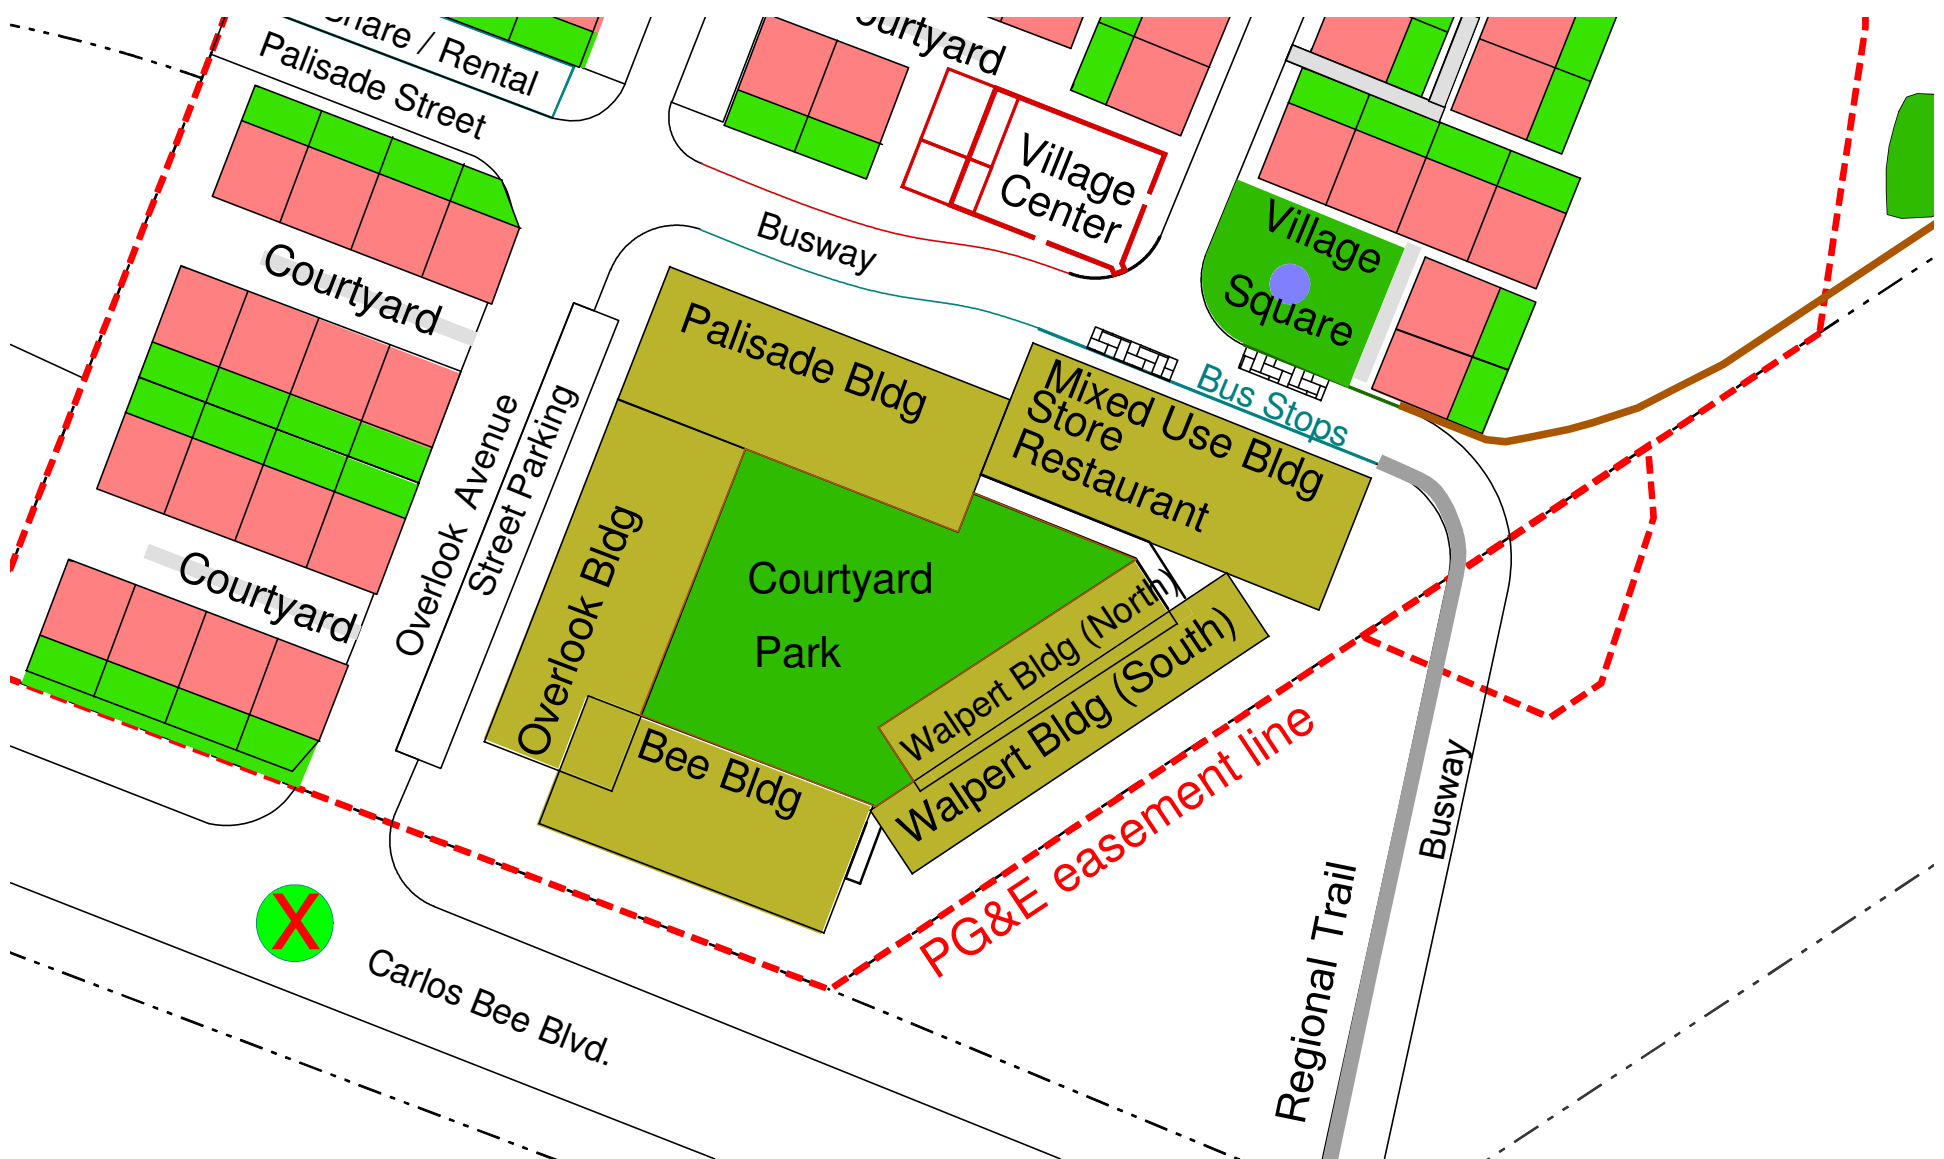 Share / Rental
Palisade Street
Courtyard
Village
Center
Busway
Village
Square
Courtyard
Palisade Bldg
Mixed Use Bldg
Store
Restaurant
Bus Stops
Overlook Avenue
Street Parking
Courtyard
Overlook Bldg
Courtyard
Park
Walpert Bldg (North)
Walpert Bldg (South)
Bee Bldg
PG&E easement line
Busway
Regional Trail
X
Carlos Bee Blvd.